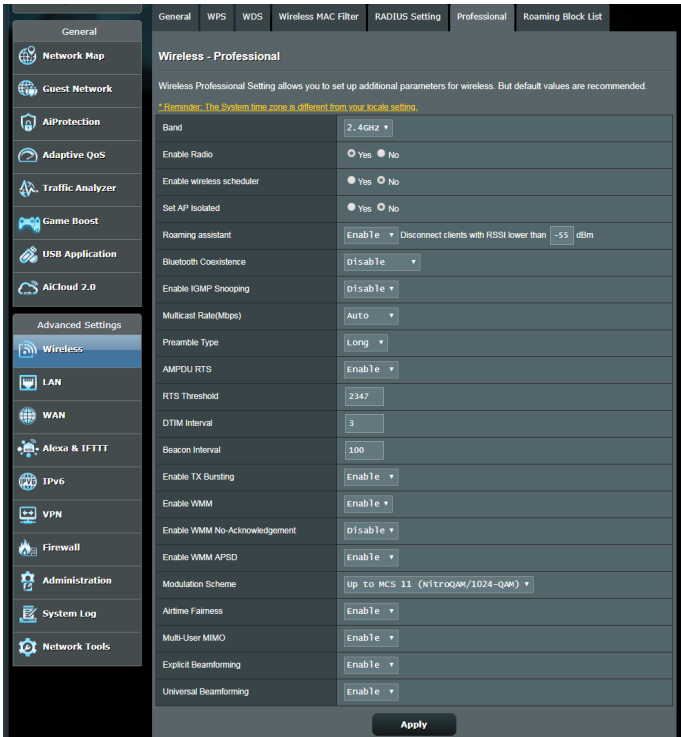 General
Network Map
Guest Network
AiProtection
Adaptive QoS
Traffic Analyzer
Game Boost
USB Application
AiCloud 2.0
Advanced Settings
Wireless
LAN
WAN
Alexa & IFTTT
IPv6
VPN
Firewall
Administration
System Log
Network Tools
General WPS WDS Wireless MAC Filter RADIUS Setting Professional Roaming Block List
Wireless - Professional
Wireless Professional Setting allows you to set up additional parameters for wireless. But default values are recommended.
* Reminder: The System time zone is different from your locale setting.
Band 2.4GHz
Enable Radio Yes No
Enable wireless scheduler Yes No
Set AP Isolated Yes No
Roaming assistant Enable Disconnect clients with RSSI lower than -55 dBm
Bluetooth Coexistence Disable
Enable IGMP Snooping Disable
Multicast Rate(Mbps) Auto
Preamble Type Long
AMPDU RTS Enable
RTS Threshold 2347
DTIM Interval 3
Beacon Interval 100
Enable TX Bursting Enable
Enable WMM Enable
Enable WMM No-Acknowledgement Disable
Enable WMM APSD Enable
Modulation Scheme Up to MCS 11 (NitroQAM/1024-QAM)
Airtime Fairness Enable
Multi-User MIMO Enable
Explicit Beamforming Enable
Universal Beamforming Enable
Apply